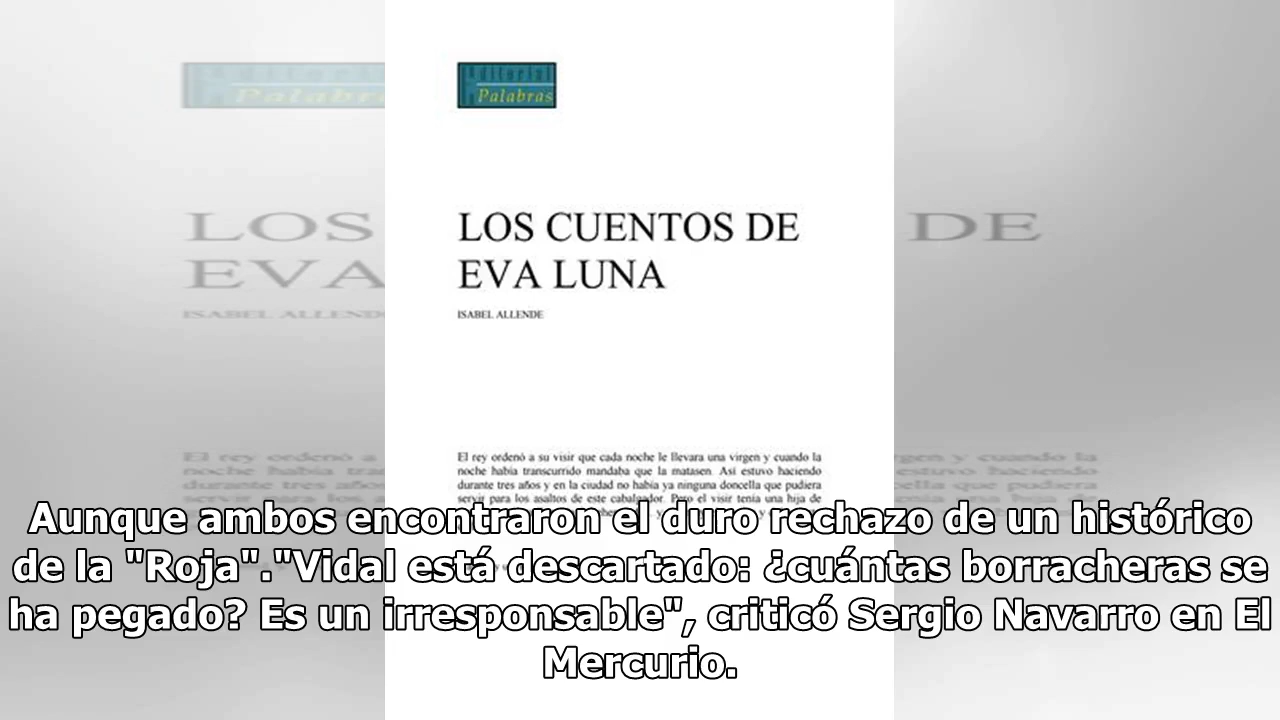 Editorial
Palabras
LOS CUENTOS DE
EVA LUNA
ISABEL ALLENDE
El rey ordenó a su visir que cada noche le llevara una virgen y cuando la
noche había transcurrido mandaba que la matasen. Así estuvo haciendo
durante tres años y en la ciudad no había ya ninguna doncella que pudiera
servir para los asaltos de este cabalgador. Pero el visir tenía una hija de
Aunque ambos encontraron el duro rechazo de un histórico
de la "Roja"."Vidal está descartado: ¿cuántas borracheras se
ha pegado? Es un irresponsable", criticó Sergio Navarro en El
Mercurio.